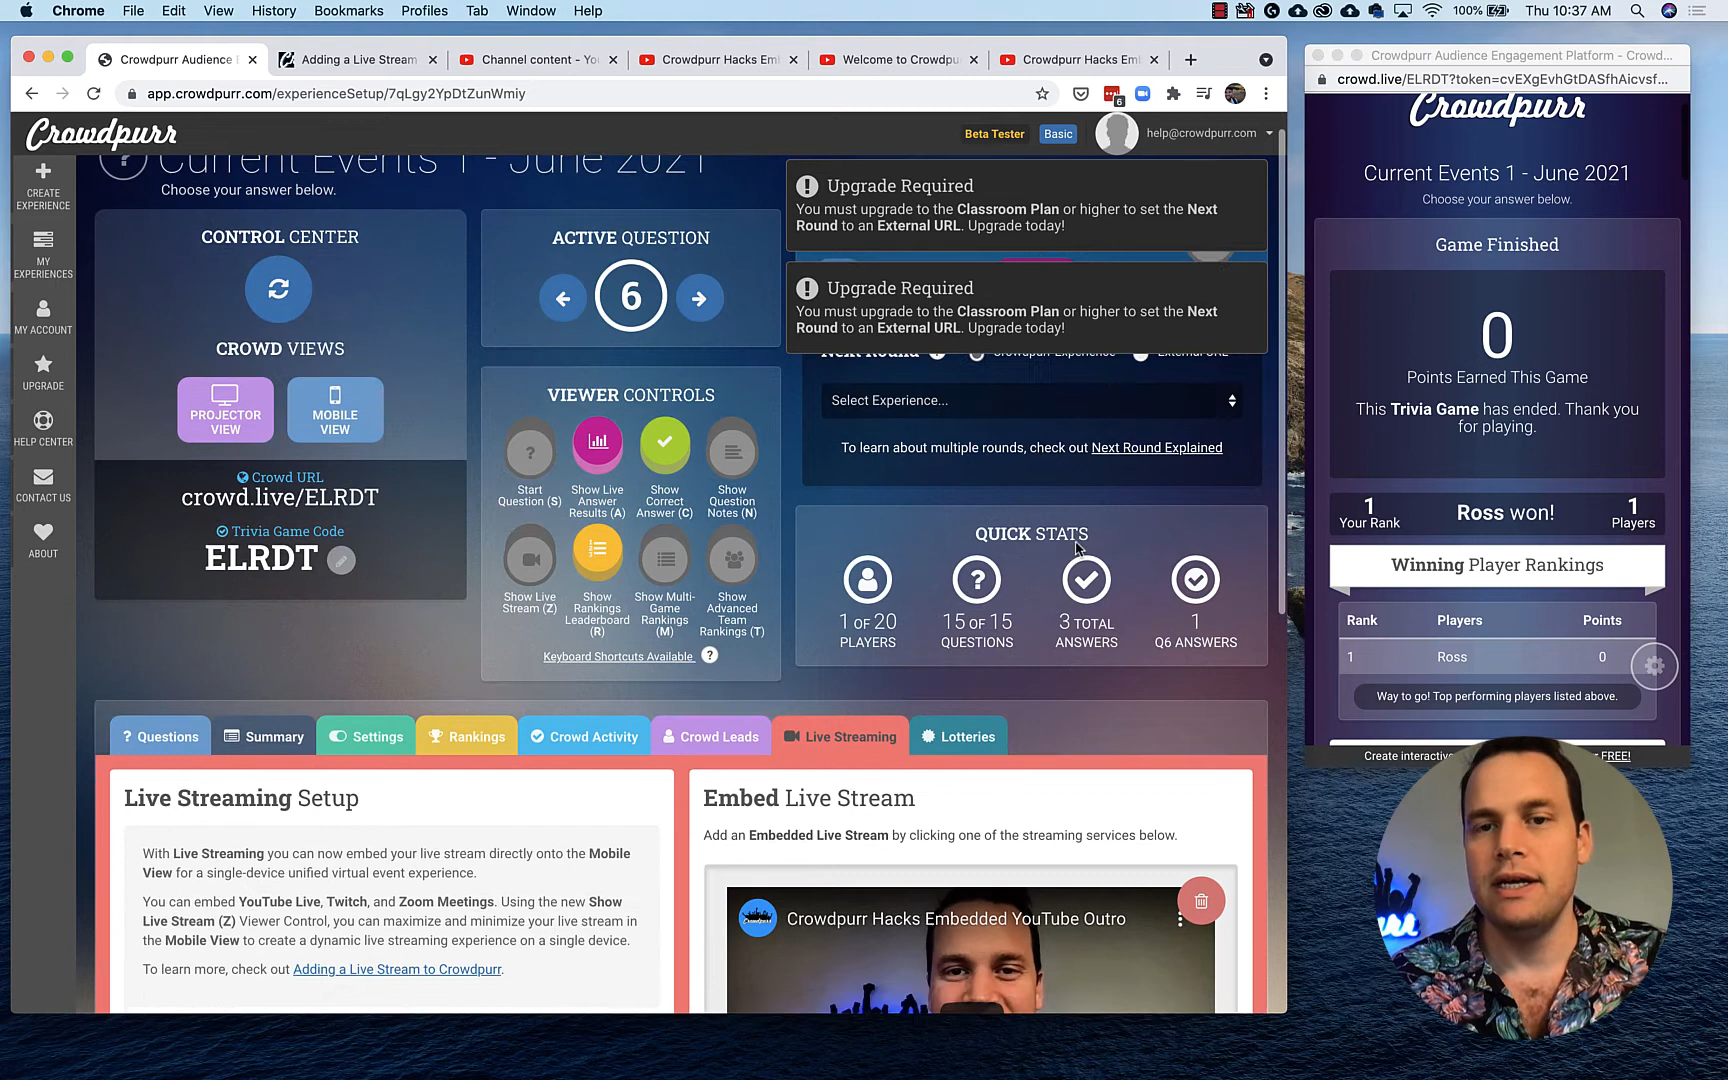 Chrome File Edit View History Bookmarks Profiles Tab Window Help
100% Thu 10:37 AM
Crowdpurr Audience E
Adding a Live Stream
Channel content - Yo
Crowdpurr Hacks Em
Welcome to Crowdpu
Crowdpurr Hacks Em
app.crowdpurr.com/experienceSetup/7qLgy2YpDtZunWmiy
6
Crowdpurr
Beta Tester Basic help@crowdpurr.com
CREATE
EXPERIENCE
MY
EXPERIENCES
MY ACCOUNT
UPGRADE
HELP CENTER
CONTACT US
ABOUT
Current Events 1 - June 2021
Choose your answer below.
CONTROL CENTER
CROWD VIEWS
PROJECTOR
VIEW
MOBILE
VIEW
Crowd URL
crowd.live/ELRDT
Trivia Game Code
ELRDT
ACTIVE QUESTION
6
VIEWER CONTROLS
Start
Question (S)
Show Live
Answer
Results (A)
Show
Correct
Answer (C)
Show
Question
Notes (N)
Show Live
Stream (Z)
Show
Rankings
Leaderboard
(R)
Show Multi-
Game
Rankings
(M)
Show
Advanced
Team
Rankings (T)
Keyboard Shortcuts Available
Upgrade Required
You must upgrade to the Classroom Plan or higher to set the Next
Round to an External URL. Upgrade today!
Upgrade Required
You must upgrade to the Classroom Plan or higher to set the Next
Round to an External URL. Upgrade today!
Next Round Crowdpurr Experience External URL
Select Experience...
To learn about multiple rounds, check out Next Round Explained
QUICK STATS
1 OF 20
PLAYERS
15 OF 15
QUESTIONS
3 TOTAL
ANSWERS
1
Q6 ANSWERS
Questions Summary Settings Rankings Crowd Activity Crowd Leads Live Streaming Lotteries
Live Streaming Setup
With Live Streaming you can now embed your live stream directly onto the Mobile
View for a single-device unified virtual event experience.
You can embed YouTube Live, Twitch, and Zoom Meetings. Using the new Show
Live Stream (Z) Viewer Control, you can maximize and minimize your live stream in
the Mobile View to create a dynamic live streaming experience on a single device.
To learn more, check out Adding a Live Stream to Crowdpurr.
Embed Live Stream
Add an Embedded Live Stream by clicking one of the streaming services below.
Crowdpurr Hacks Embedded YouTube Outro
Crowdpurr Audience Engagement Platform - Crowd...
crowd.live/ELRDT?token=cvEXgEvhGtDASfhAicvsf...
Crowdpurr
Current Events 1 - June 2021
Choose your answer below.
Game Finished
0
Points Earned This Game
This Trivia Game has ended. Thank you
for playing.
1
Your Rank
Ross won!
1
Players
Winning Player Rankings
Rank Players Points
1 Ross 0
Way to go! Top performing players listed above.
Create interactiv
FREE!